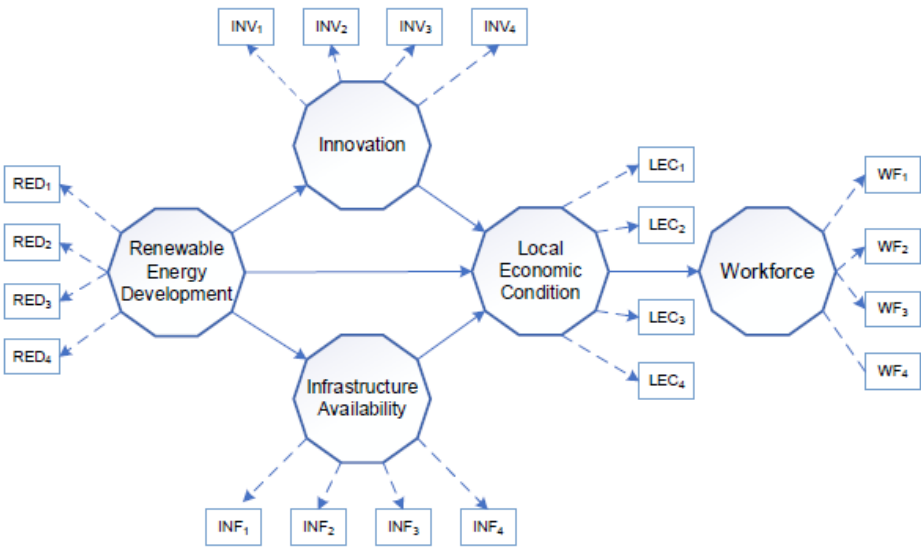 INV₁
INV₂
INV₃
INV₄
Innovation
RED₁
RED₂
RED₃
RED₄
Renewable
Energy
Development
Local
Economic
Condition
LEC₁
LEC₂
LEC₃
LEC₄
Workforce
WF₁
WF₂
WF₃
WF₄
Infrastructure
Availability
INF₁
INF₂
INF₃
INF₄